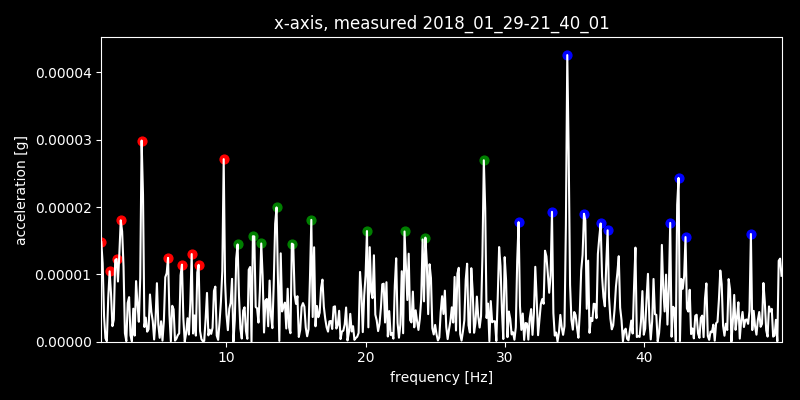 x-axis, measured 2018_01_29-21_40_01
0.00004
0.00003
0.00002
0.00001
0.00000
acceleration [g]
10 20 30 40
frequency [Hz]